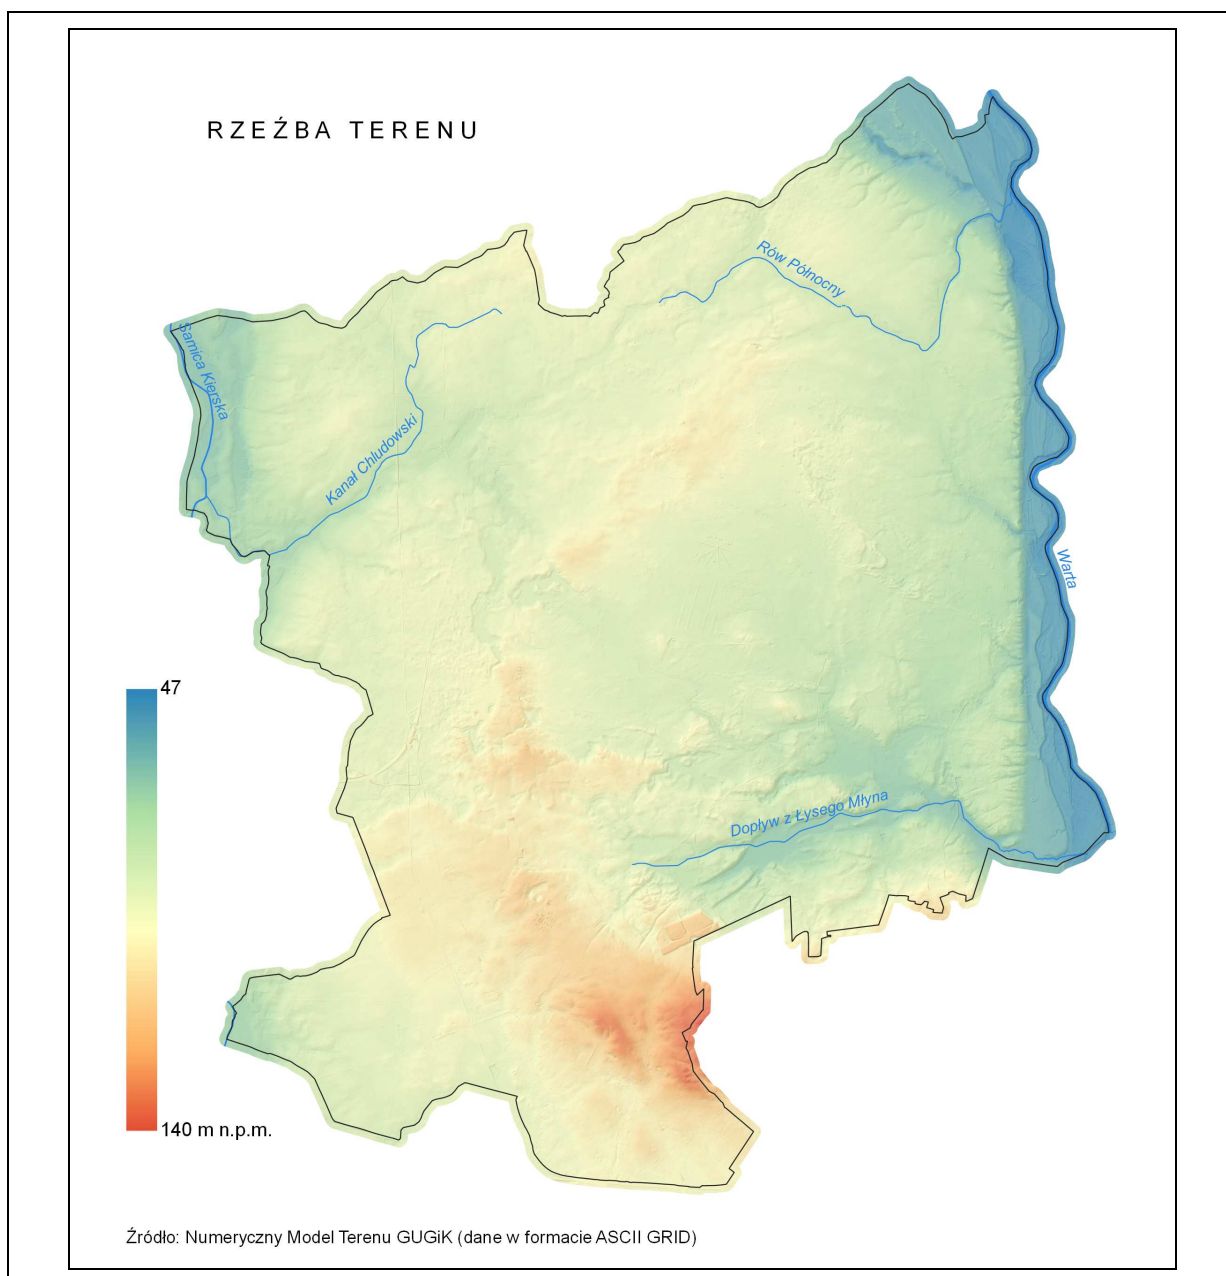 RZEŹBA TERENU
Rów Północny
Samica Kierska
Kanał Chludowski
Warta
47
Dopływ z Łysego Młyna
140 m n.p.m.
Źródło: Numeryczny Model Terenu GUGiK (dane w formacie ASCII GRID)